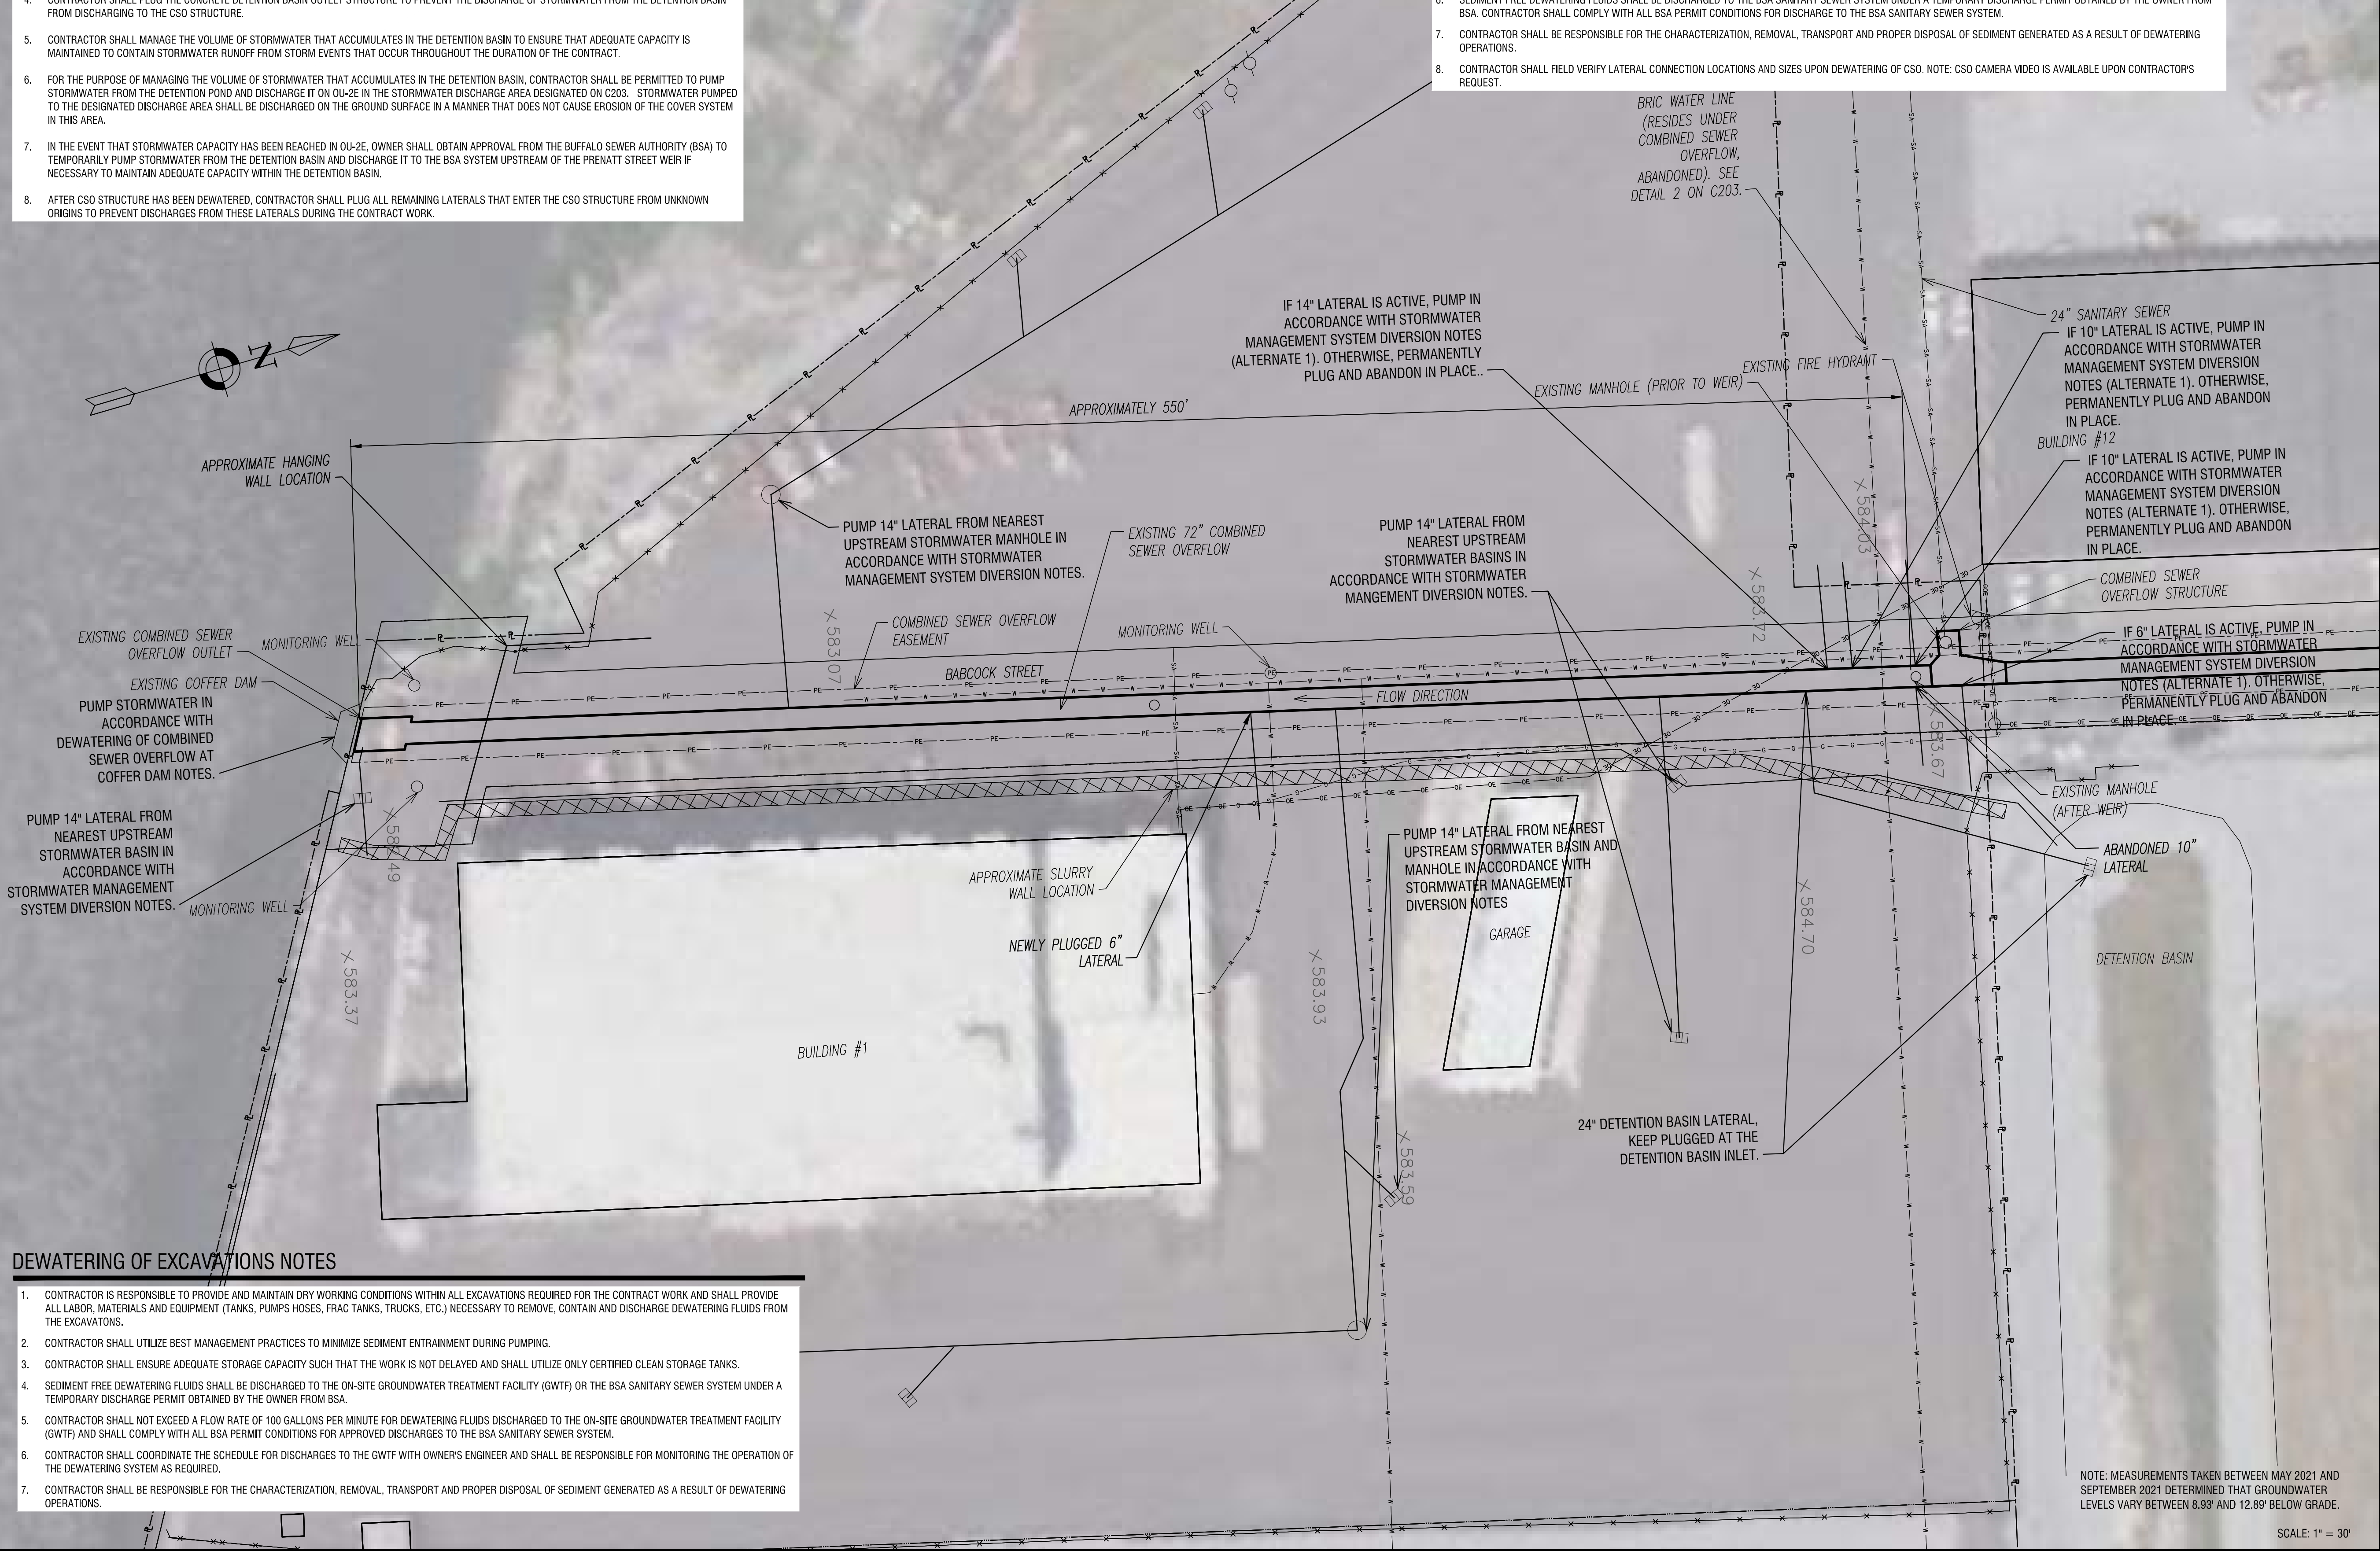 FROM DISCHARGING TO THE CSO STRUCTURE.
5. CONTRACTOR SHALL MANAGE THE VOLUME OF STORMWATER THAT ACCUMULATES IN THE DETENTION BASIN TO ENSURE THAT ADEQUATE CAPACITY IS
MAINTAINED TO CONTAIN STORMWATER RUNOFF FROM STORM EVENTS THAT OCCUR THROUGHOUT THE DURATION OF THE CONTRACT.
6. FOR THE PURPOSE OF MANAGING THE VOLUME OF STORMWATER THAT ACCUMULATES IN THE DETENTION BASIN, CONTRACTOR SHALL BE PERMITTED TO PUMP
STORMWATER FROM THE DETENTION POND AND DISCHARGE IT ON OU-2E IN THE STORMWATER DISCHARGE AREA DESIGNATED ON C203. STORMWATER PUMPED
TO THE DESIGNATED DISCHARGE AREA SHALL BE DISCHARGED ON THE GROUND SURFACE IN A MANNER THAT DOES NOT CAUSE EROSION OF THE COVER SYSTEM
IN THIS AREA.
7. IN THE EVENT THAT STORMWATER CAPACITY HAS BEEN REACHED IN OU-2E, OWNER SHALL OBTAIN APPROVAL FROM THE BUFFALO SEWER AUTHORITY (BSA) TO
TEMPORARILY PUMP STORMWATER FROM THE DETENTION BASIN AND DISCHARGE IT TO THE BSA SYSTEM UPSTREAM OF THE PRENATT STREET WEIR IF
NECESSARY TO MAINTAIN ADEQUATE CAPACITY WITHIN THE DETENTION BASIN.
8. AFTER CSO STRUCTURE HAS BEEN DEWATERED, CONTRACTOR SHALL PLUG ALL REMAINING LATERALS THAT ENTER THE CSO STRUCTURE FROM UNKNOWN
ORIGINS TO PREVENT DISCHARGES FROM THESE LATERALS DURING THE CONTRACT WORK.
BSA. CONTRACTOR SHALL COMPLY WITH ALL BSA PERMIT CONDITIONS FOR DISCHARGE TO THE BSA SANITARY SEWER SYSTEM.
7. CONTRACTOR SHALL BE RESPONSIBLE FOR THE CHARACTERIZATION, REMOVAL, TRANSPORT AND PROPER DISPOSAL OF SEDIMENT GENERATED AS A RESULT OF DEWATERING
OPERATIONS.
8. CONTRACTOR SHALL FIELD VERIFY LATERAL CONNECTION LOCATIONS AND SIZES UPON DEWATERING OF CSO. NOTE: CSO CAMERA VIDEO IS AVAILABLE UPON CONTRACTOR'S
REQUEST.
BRIC WATER LINE
(RESIDES UNDER
COMBINED SEWER
OVERFLOW,
ABANDONED). SEE
DETAIL 2 ON C203.
N
IF 14" LATERAL IS ACTIVE, PUMP IN
ACCORDANCE WITH STORMWATER
MANAGEMENT SYSTEM DIVERSION NOTES
(ALTERNATE 1). OTHERWISE, PERMANENTLY
PLUG AND ABANDON IN PLACE..
24" SANITARY SEWER
IF 10" LATERAL IS ACTIVE, PUMP IN
ACCORDANCE WITH STORMWATER
MANAGEMENT SYSTEM DIVERSION
NOTES (ALTERNATE 1). OTHERWISE,
PERMANENTLY PLUG AND ABANDON
IN PLACE.
EXISTING FIRE HYDRANT
EXISTING MANHOLE (PRIOR TO WEIR)
APPROXIMATELY 550'
BUILDING #12
IF 10" LATERAL IS ACTIVE, PUMP IN
ACCORDANCE WITH STORMWATER
MANAGEMENT SYSTEM DIVERSION
NOTES (ALTERNATE 1). OTHERWISE,
PERMANENTLY PLUG AND ABANDON
IN PLACE.
APPROXIMATE HANGING
WALL LOCATION
PUMP 14" LATERAL FROM NEAREST
UPSTREAM STORMWATER MANHOLE IN
ACCORDANCE WITH STORMWATER
MANAGEMENT SYSTEM DIVERSION NOTES.
EXISTING 72" COMBINED
SEWER OVERFLOW
PUMP 14" LATERAL FROM
NEAREST UPSTREAM
STORMWATER BASINS IN
ACCORDANCE WITH STORMWATER
MANGEMENT DIVERSION NOTES.
584.03
583.72
583.07
COMBINED SEWER
OVERFLOW STRUCTURE
COMBINED SEWER OVERFLOW
EASEMENT
MONITORING WELL
BABCOCK STREET
FLOW DIRECTION
EXISTING COMBINED SEWER
OVERFLOW OUTLET
MONITORING WELL
EXISTING COFFER DAM
PUMP STORMWATER IN
ACCORDANCE WITH
DEWATERING OF COMBINED
SEWER OVERFLOW AT
COFFER DAM NOTES.
IF 6" LATERAL IS ACTIVE, PUMP IN
ACCORDANCE WITH STORMWATER
MANAGEMENT SYSTEM DIVERSION
NOTES (ALTERNATE 1). OTHERWISE,
PERMANENTLY PLUG AND ABANDON
IN PLACE.
583.67
EXISTING MANHOLE
(AFTER WEIR)
ABANDONED 10"
LATERAL
PUMP 14" LATERAL FROM
NEAREST UPSTREAM
STORMWATER BASIN IN
ACCORDANCE WITH
STORMWATER MANAGEMENT
SYSTEM DIVERSION NOTES.
MONITORING WELL
583.37
APPROXIMATE SLURRY
WALL LOCATION
NEWLY PLUGGED 6"
LATERAL
PUMP 14" LATERAL FROM NEAREST
UPSTREAM STORMWATER BASIN AND
MANHOLE IN ACCORDANCE WITH
STORMWATER MANAGEMENT
DIVERSION NOTES
GARAGE
583.93
584.70
DETENTION BASIN
BUILDING #1
24" DETENTION BASIN LATERAL,
KEEP PLUGGED AT THE
DETENTION BASIN INLET.
583.59
DEWATERING OF EXCAVATIONS NOTES
1. CONTRACTOR IS RESPONSIBLE TO PROVIDE AND MAINTAIN DRY WORKING CONDITIONS WITHIN ALL EXCAVATIONS REQUIRED FOR THE CONTRACT WORK AND SHALL PROVIDE
ALL LABOR, MATERIALS AND EQUIPMENT (TANKS, PUMPS HOSES, FRAC TANKS, TRUCKS, ETC.) NECESSARY TO REMOVE, CONTAIN AND DISCHARGE DEWATERING FLUIDS FROM
THE EXCAVATONS.
2. CONTRACTOR SHALL UTILIZE BEST MANAGEMENT PRACTICES TO MINIMIZE SEDIMENT ENTRAINMENT DURING PUMPING.
3. CONTRACTOR SHALL ENSURE ADEQUATE STORAGE CAPACITY SUCH THAT THE WORK IS NOT DELAYED AND SHALL UTILIZE ONLY CERTIFIED CLEAN STORAGE TANKS.
4. SEDIMENT FREE DEWATERING FLUIDS SHALL BE DISCHARGED TO THE ON-SITE GROUNDWATER TREATMENT FACILITY (GWTF) OR THE BSA SANITARY SEWER SYSTEM UNDER A
TEMPORARY DISCHARGE PERMIT OBTAINED BY THE OWNER FROM BSA.
5. CONTRACTOR SHALL NOT EXCEED A FLOW RATE OF 100 GALLONS PER MINUTE FOR DEWATERING FLUIDS DISCHARGED TO THE ON-SITE GROUNDWATER TREATMENT FACILITY
(GWTF) AND SHALL COMPLY WITH ALL BSA PERMIT CONDITIONS FOR APPROVED DISCHARGES TO THE BSA SANITARY SEWER SYSTEM.
6. CONTRACTOR SHALL COORDINATE THE SCHEDULE FOR DISCHARGES TO THE GWTF WITH OWNER'S ENGINEER AND SHALL BE RESPONSIBLE FOR MONITORING THE OPERATION OF
THE DEWATERING SYSTEM AS REQUIRED.
7. CONTRACTOR SHALL BE RESPONSIBLE FOR THE CHARACTERIZATION, REMOVAL, TRANSPORT AND PROPER DISPOSAL OF SEDIMENT GENERATED AS A RESULT OF DEWATERING
OPERATIONS.
NOTE: MEASUREMENTS TAKEN BETWEEN MAY 2021 AND
SEPTEMBER 2021 DETERMINED THAT GROUNDWATER
LEVELS VARY BETWEEN 8.93' AND 12.89' BELOW GRADE.
SCALE: 1" = 30'